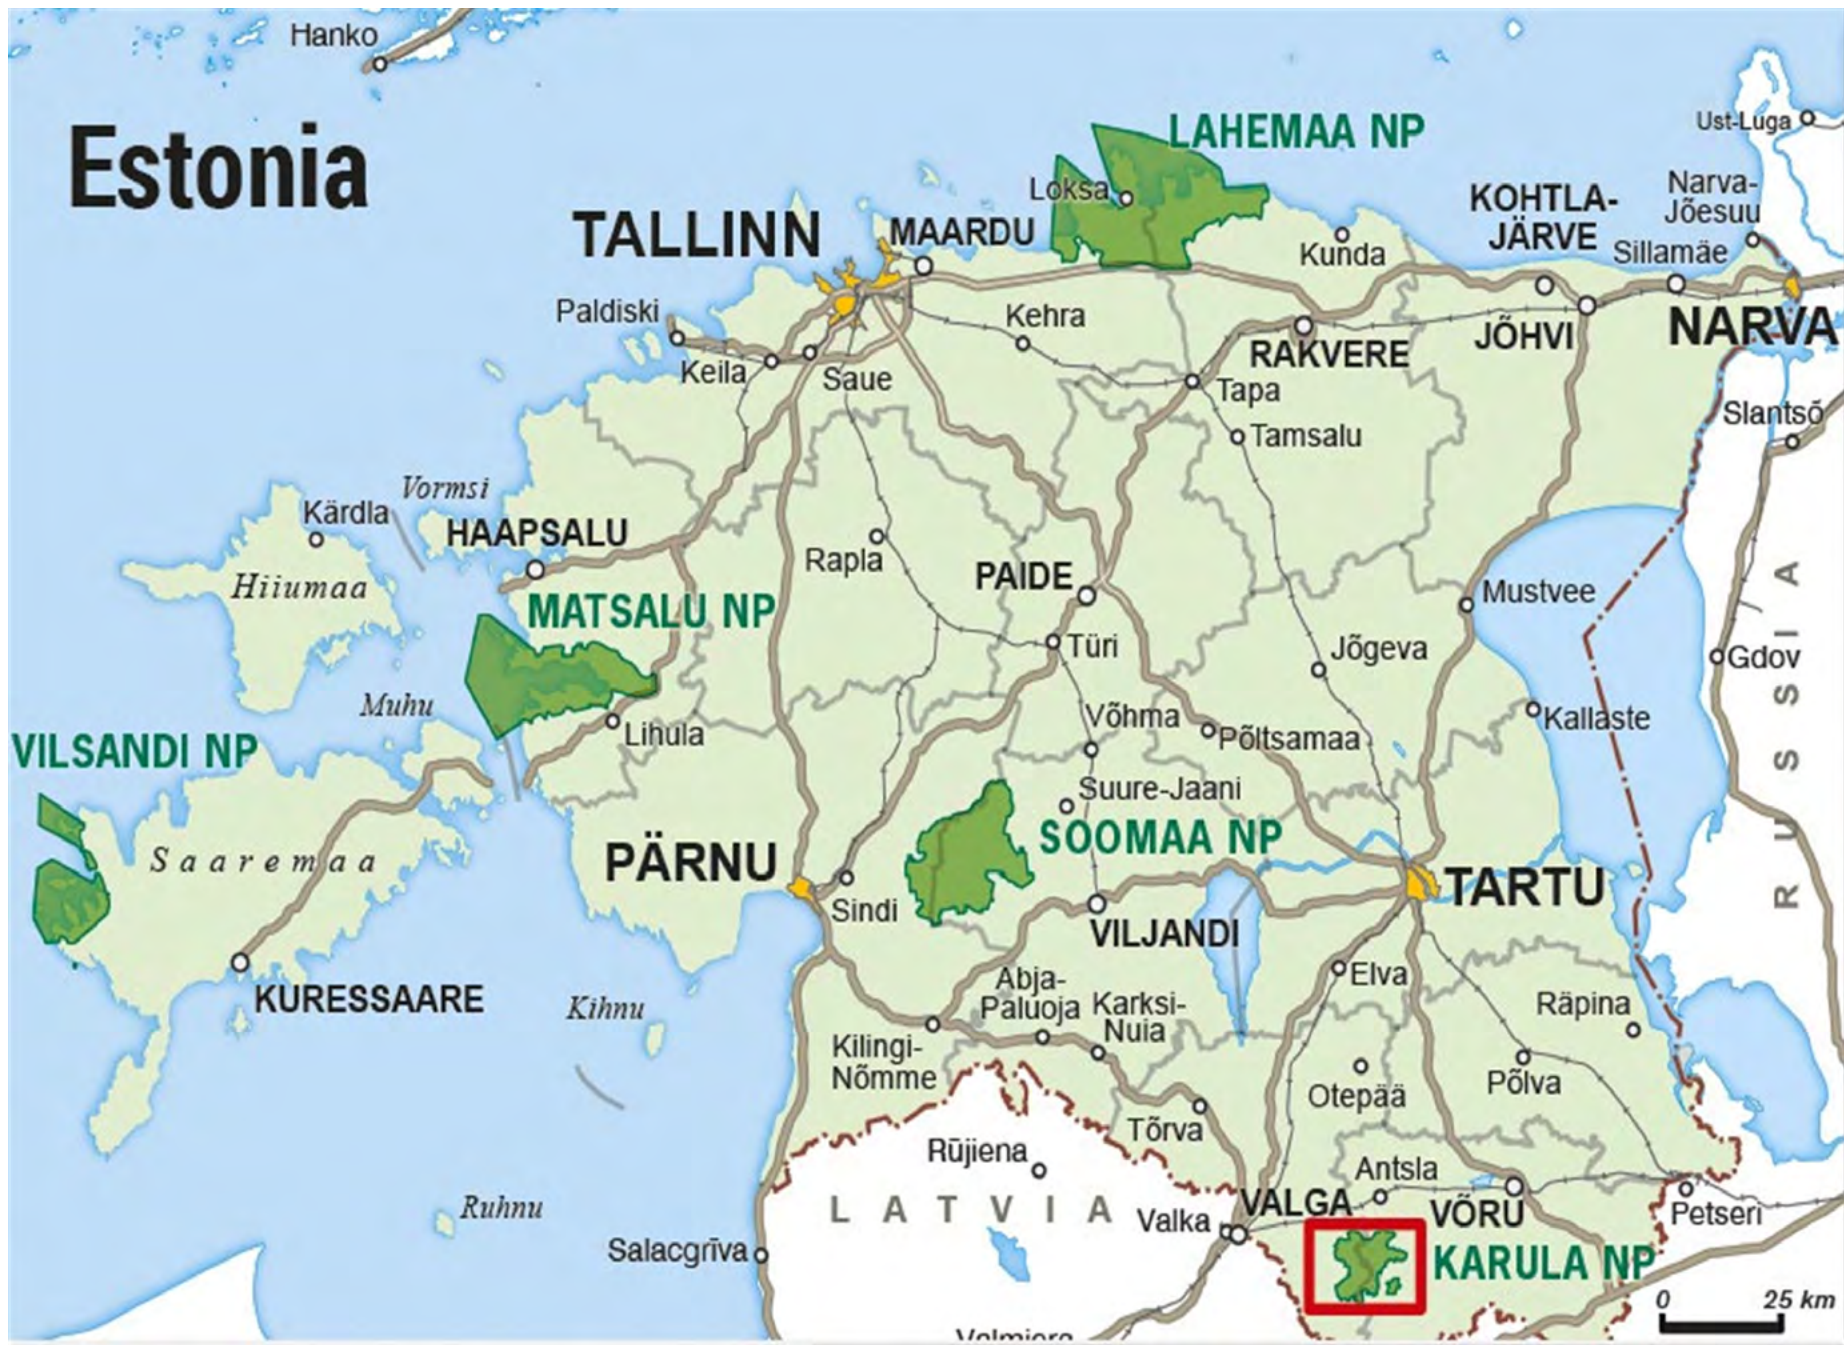 Hanko
Estonia
LAHEMAA NP
Ust-Luga
Loksa
Narva-
Jõesuu
KOHTLA-
JÄRVE
TALLINN
MAARDU
Kunda
Sillamäe
Paldiski
Kehra
JÕHVI
NARVA
RAKVERE
Keila
Saue
Tapa
Slantsõ
Tamsalu
Vormsi
Kärdla
HAAPSALU
Rapla
PAIDE
Hiiumaa
Mustvee
MATSALU NP
Türi
Jõgeva
Gdov
RUSSIA
Muhu
Lihula
Võhma
Põltsamaa
Kallaste
VILSANDI NP
Suure-Jaani
SOOMAA NP
Saaremaa
PÄRNU
Sindi
TARTU
VILJANDI
Elva
KURESSAARE
Kihnu
Abja-
Paluoja
Karksi-
Nuia
Räpina
Kilingi-
Nõmme
Otepää
Põlva
Tõrva
Rūjiena
Antsla
LATVIA
Valka
VALGA
VÕRU
Petseri
Ruhnu
Salacgrīva
KARULA NP
0 25 km